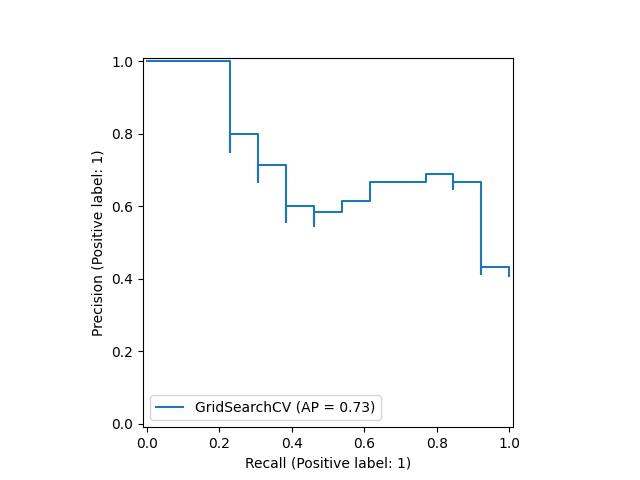 1.0
0.8
0.6
0.4
0.2
0.0
Precision (Positive label: 1)
GridSearchCV (AP = 0.73)
0.0 0.2 0.4 0.6 0.8 1.0
Recall (Positive label: 1)